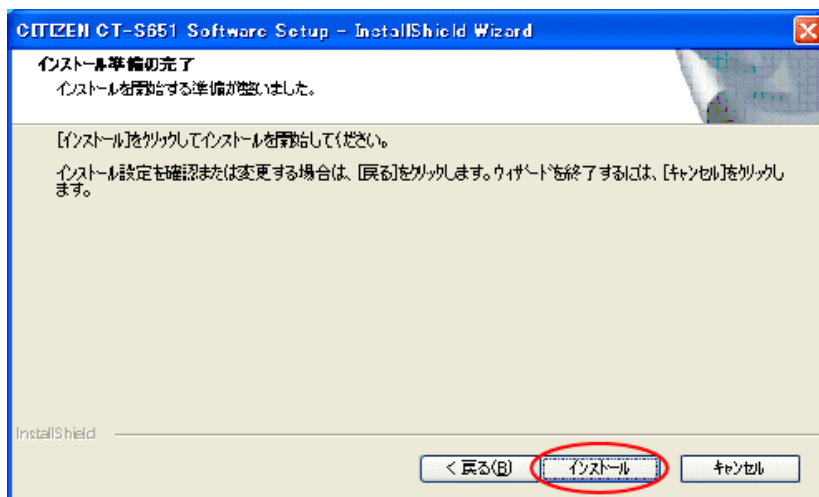 CITIZEN CT-S651 Software Setup - InstallShield Wizard
インストール準備の完了
インストールを開始する準備が整いました。
[インストール]をクリックしてインストールを開始してください。
インストール設定を確認または変更する場合は、[戻る]をクリックします。ウィザードを終了するには、[キャンセル]をクリックし
ます。
InstallShield
< 戻る(B)
インストール
キャンセル